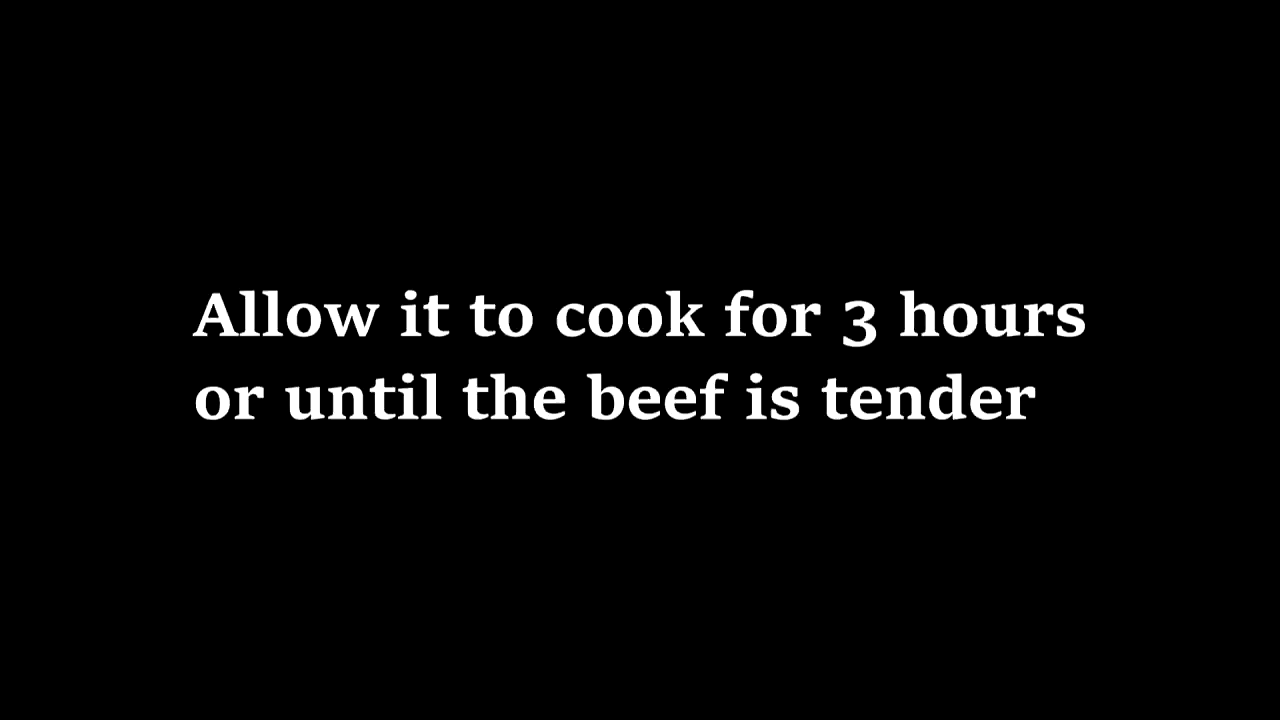 Allow it to cook for 3 hours
or until the beef is tender